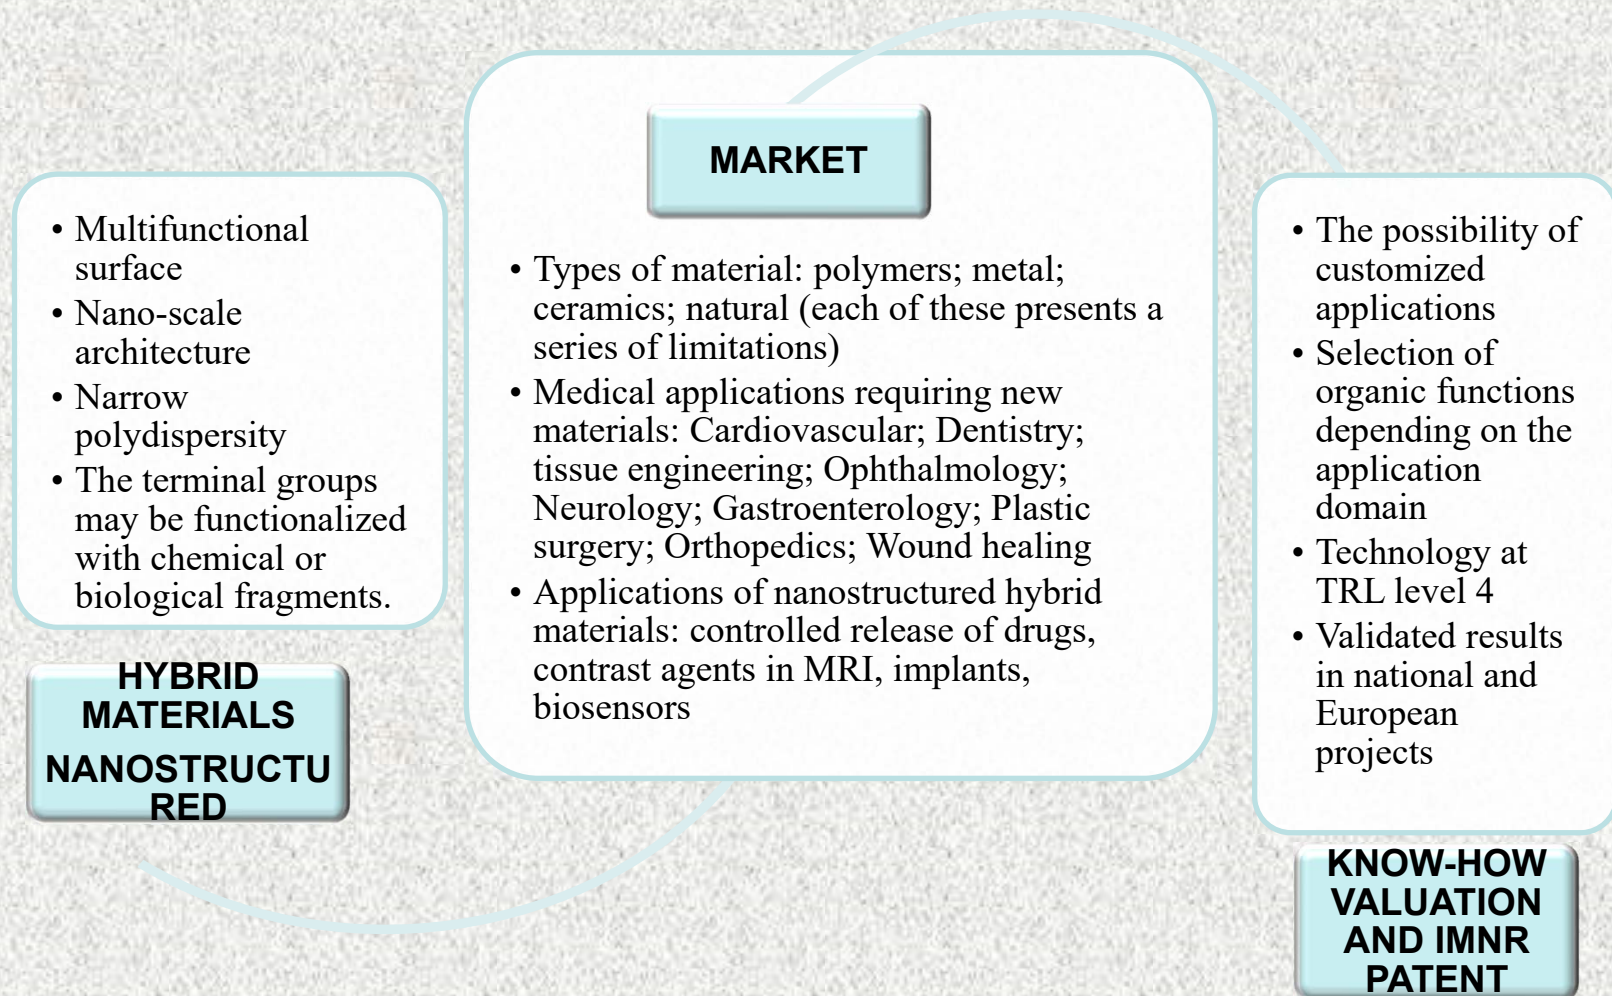 • Multifunctional
surface
• Nano-scale
architecture
• Narrow
polydispersity
• The terminal groups
may be functionalized
with chemical or
biological fragments.
HYBRID
MATERIALS
NANOSTRUCTU
RED
MARKET
• Types of material: polymers; metal;
ceramics; natural (each of these presents a
series of limitations)
• Medical applications requiring new
materials: Cardiovascular; Dentistry;
tissue engineering; Ophthalmology;
Neurology; Gastroenterology; Plastic
surgery; Orthopedics; Wound healing
• Applications of nanostructured hybrid
materials: controlled release of drugs,
contrast agents in MRI, implants,
biosensors
• The possibility of
customized
applications
• Selection of
organic functions
depending on the
application
domain
• Technology at
TRL level 4
• Validated results
in national and
European
projects
KNOW-HOW
VALUATION
AND IMNR
PATENT